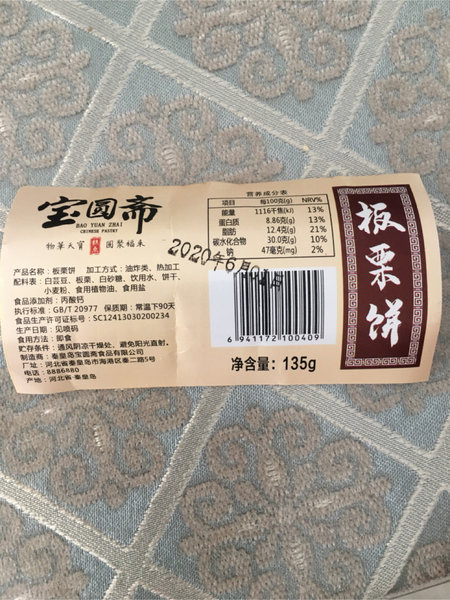 宝圆斋
BAO YUAN ZHAI
CHINESE PASTRY
物華天寶 糕点 圆聚福来
产品名称：板栗饼 加工方式：油炸类、热加工
配料表：白芸豆、板栗、白砂糖、饮用水、饼干、
小麦粉、食用植物油、食用盐
食品添加剂：丙酸钙
执行标准：GB/T 20977 保质期：常温下90天
食品生产许可证编号：SC12413030200234
生产日期：见喷码
食用方法：即食
贮存条件：通风阴凉干燥处、避免阳光直射。
制造商：秦皇岛宝圆斋食品有限公司
厂址：河北省秦皇岛市海港区秦二路5号
电话：8886880
产地：河北省·秦皇岛
营养成分表
项目 每100克(g) NRV%
能量 1116千焦(kJ) 13%
蛋白质 8.86克(g) 13%
脂肪 12.4克(g) 21%
碳水化合物 30.0克(g) 10%
钠 47毫克(mg) 2%
2020年6月01日
6 941172 100409
净含量：135g
板栗饼